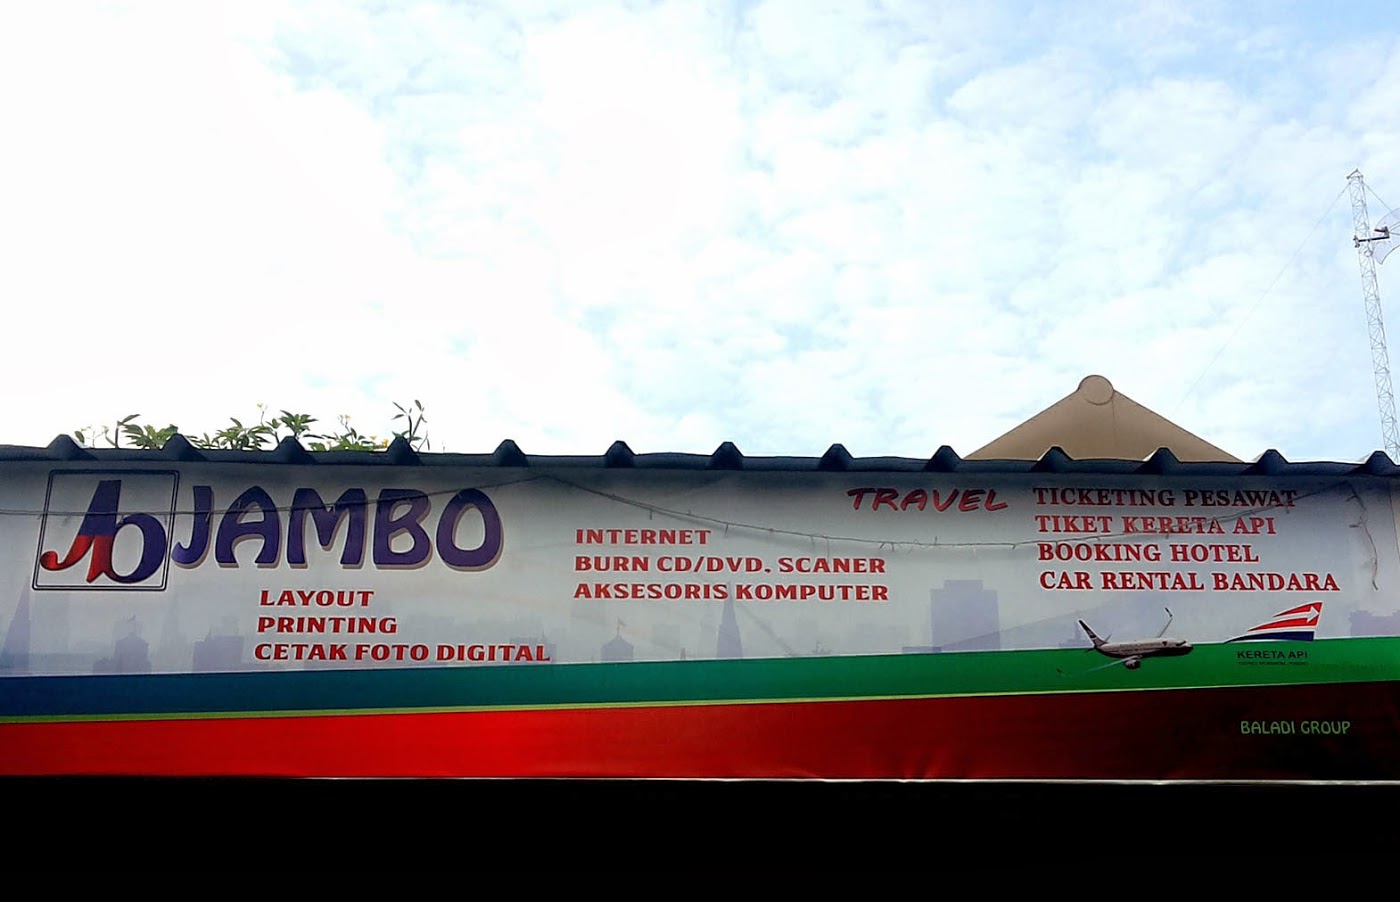 JAMBO
LAYOUT
PRINTING
CETAK FOTO DIGITAL
INTERNET
BURN CD/DVD. SCANER
AKSESORIS KOMPUTER
TRAVEL
TICKETING PESAWAT
TIKET KERETA API
BOOKING HOTEL
CAR RENTAL BANDARA
KERETA API
BALADI GROUP